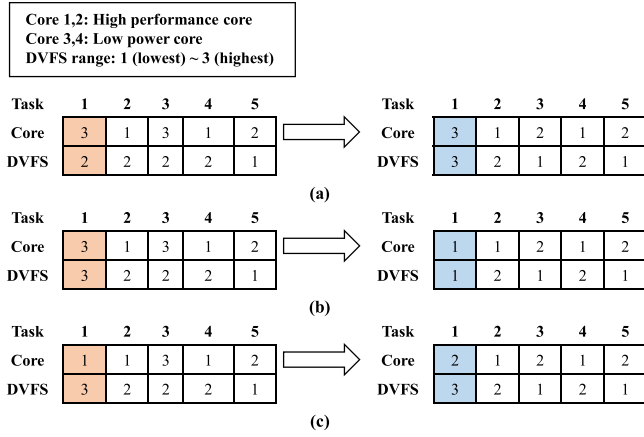 Core 1,2: High performance core
Core 3,4: Low power core
DVFS range: 1 (lowest) ~ 3 (highest)
Task 1 2 3 4 5 Task 1 2 3 4 5
Core 3 1 3 1 2 Core 3 1 2 1 2
DVFS 2 2 2 2 1 DVFS 3 2 1 2 1
(a)
Task 1 2 3 4 5 Task 1 2 3 4 5
Core 3 1 3 1 2 Core 1 1 2 1 2
DVFS 3 2 2 2 1 DVFS 1 2 1 2 1
(b)
Task 1 2 3 4 5 Task 1 2 3 4 5
Core 1 1 3 1 2 Core 2 1 2 1 2
DVFS 3 2 2 2 1 DVFS 3 2 1 2 1
(c)